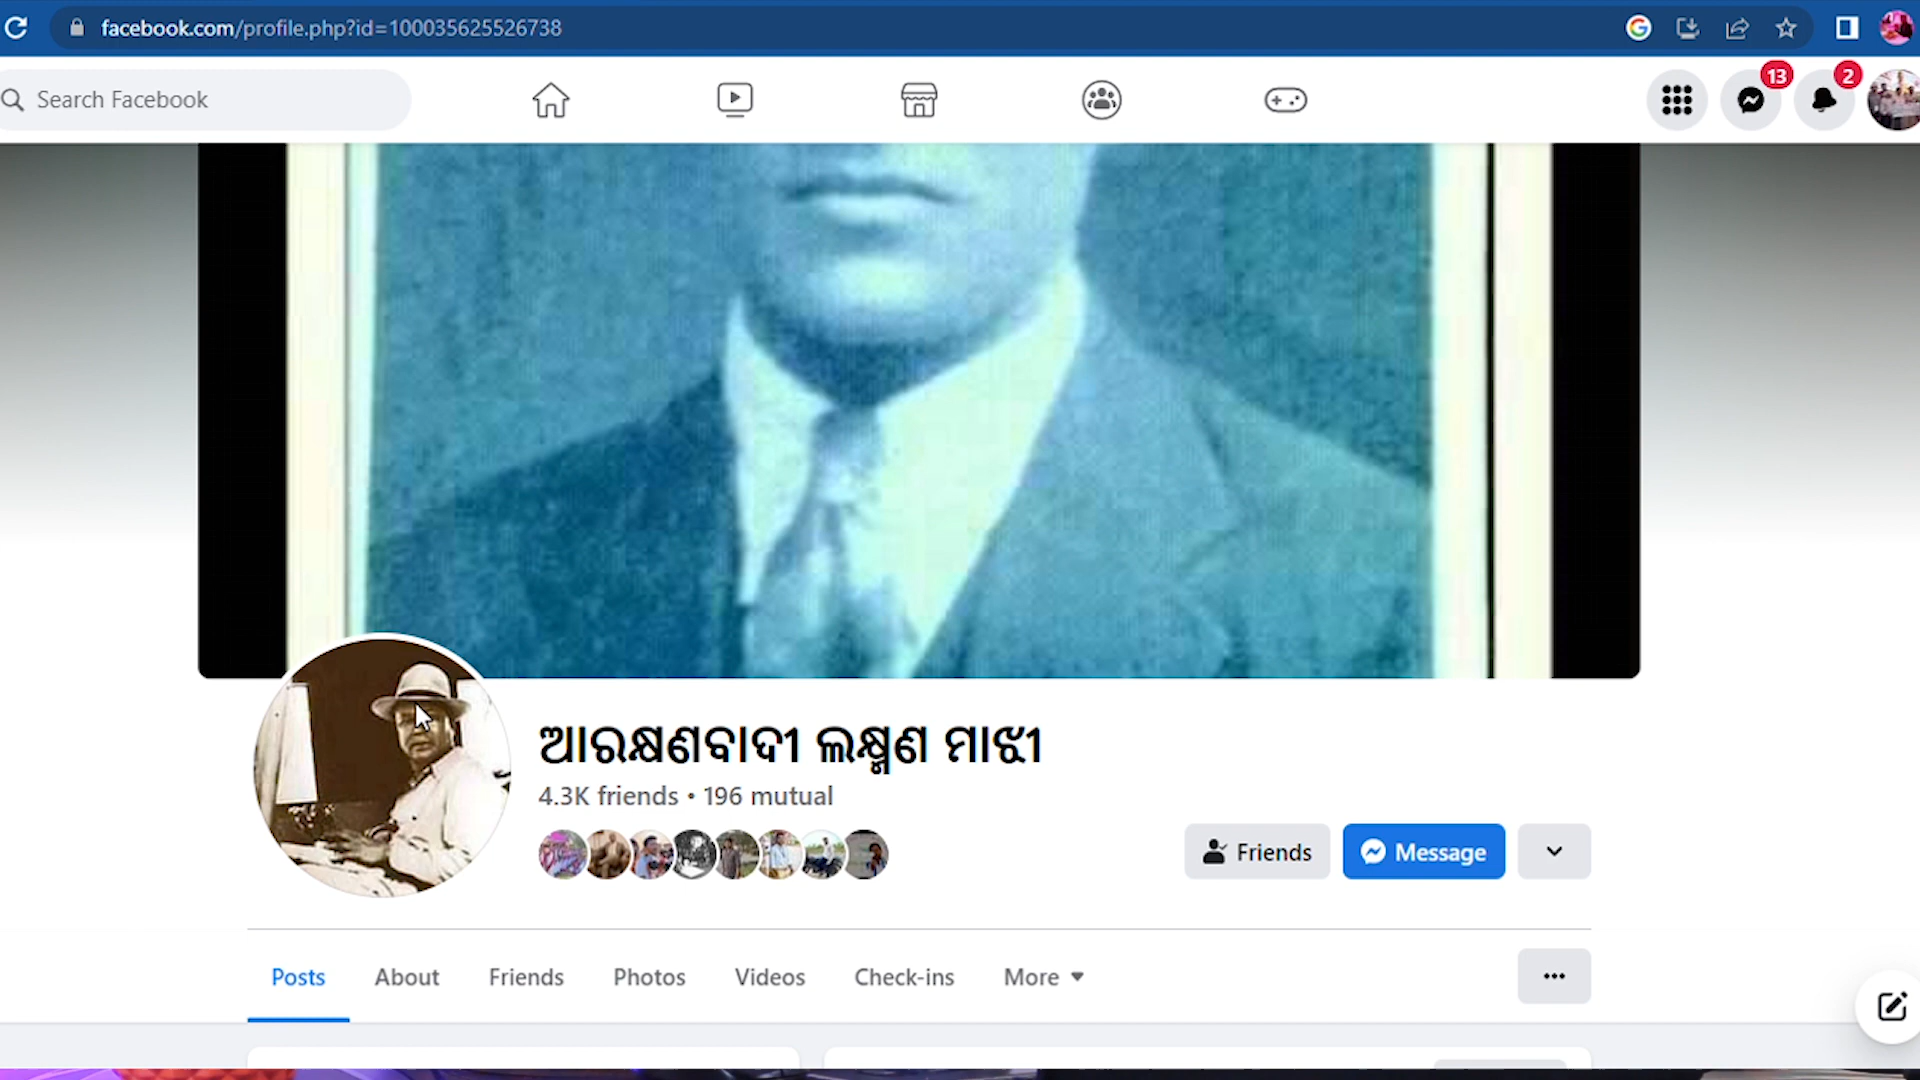 facebook.com/profile.php?id=100035625526738
Search Facebook
13
2
ଆରକ୍ଷଣବାଦୀ ଲକ୍ଷ୍ମଣ ମାଝୀ
4.3K friends • 196 mutual
Friends
Message
Posts
About
Friends
Photos
Videos
Check-ins
More